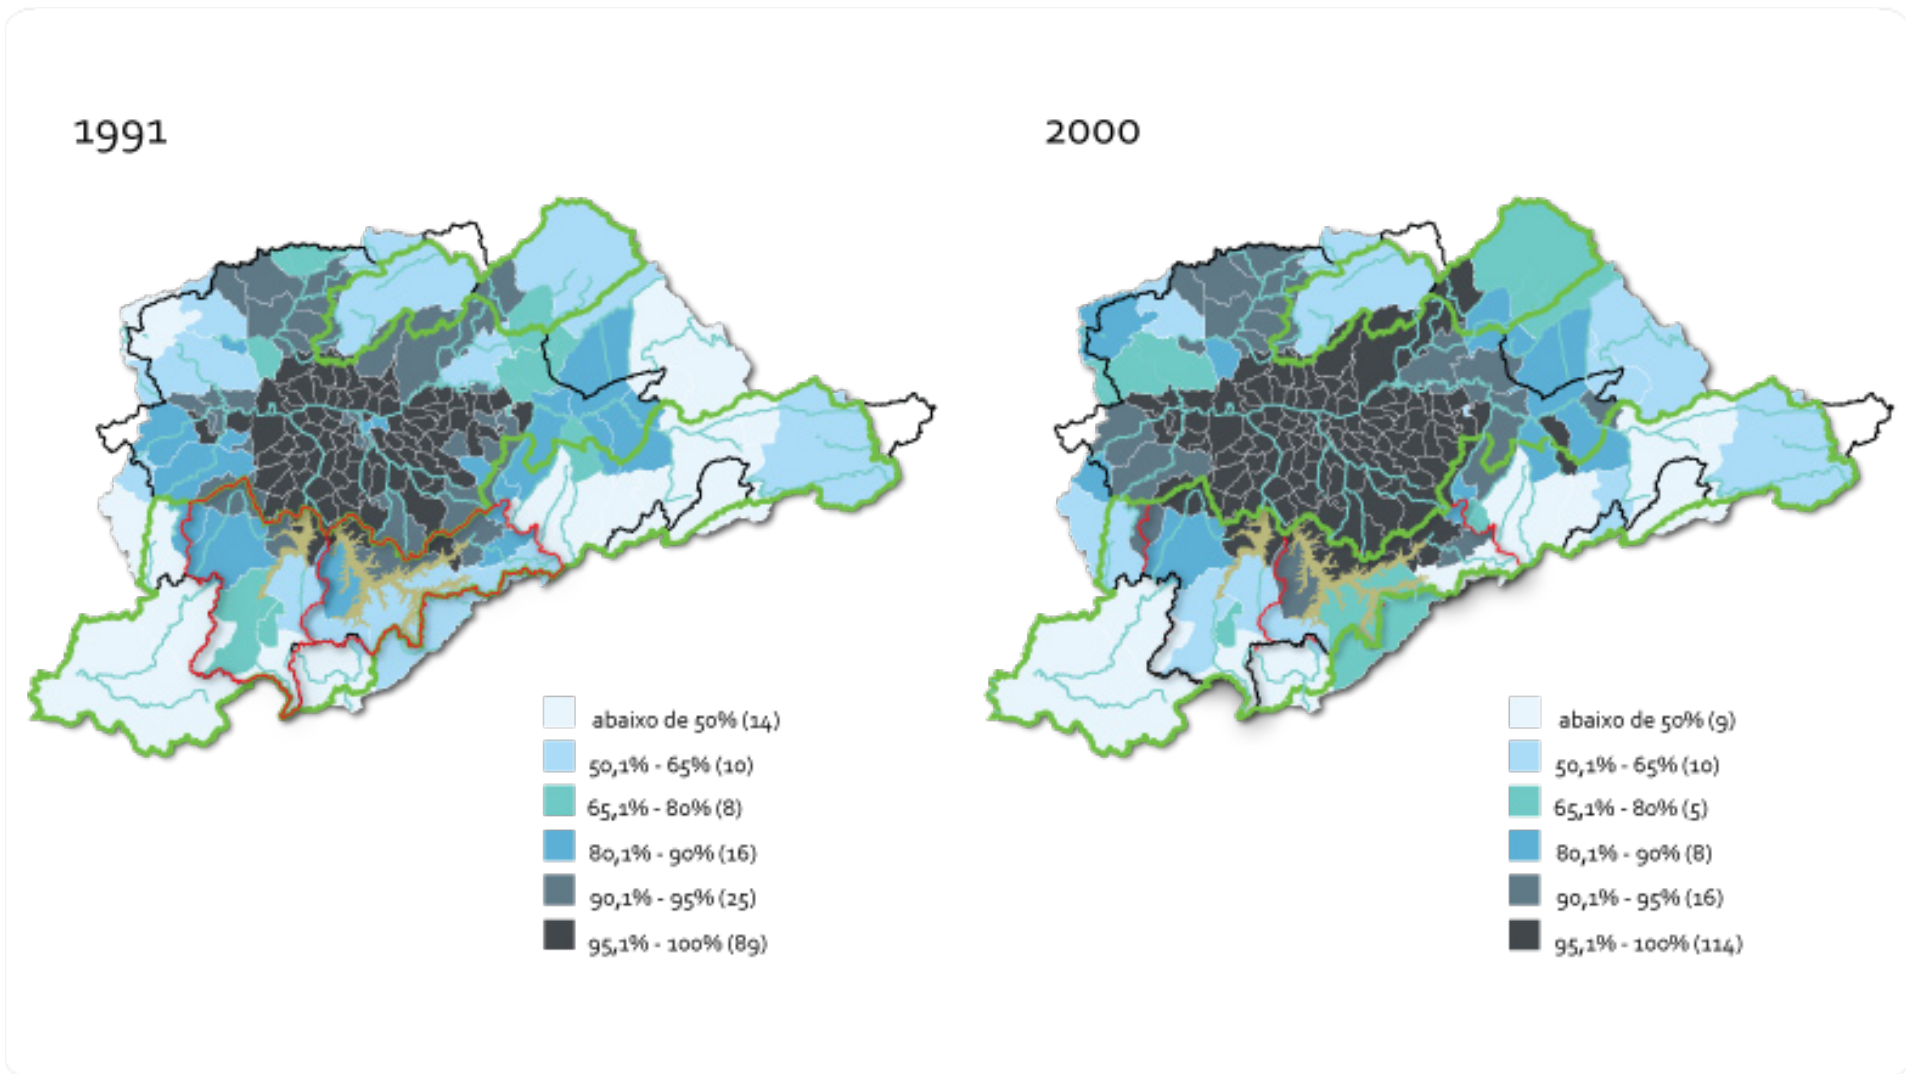 1991
2000
abaixo de 50% (14)
50,1% - 65% (10)
65,1% - 80% (8)
80,1% - 90% (16)
90,1% - 95% (25)
95,1% - 100% (89)
abaixo de 50% (9)
50,1% - 65% (10)
65,1% - 80% (5)
80,1% - 90% (8)
90,1% - 95% (16)
95,1% - 100% (114)